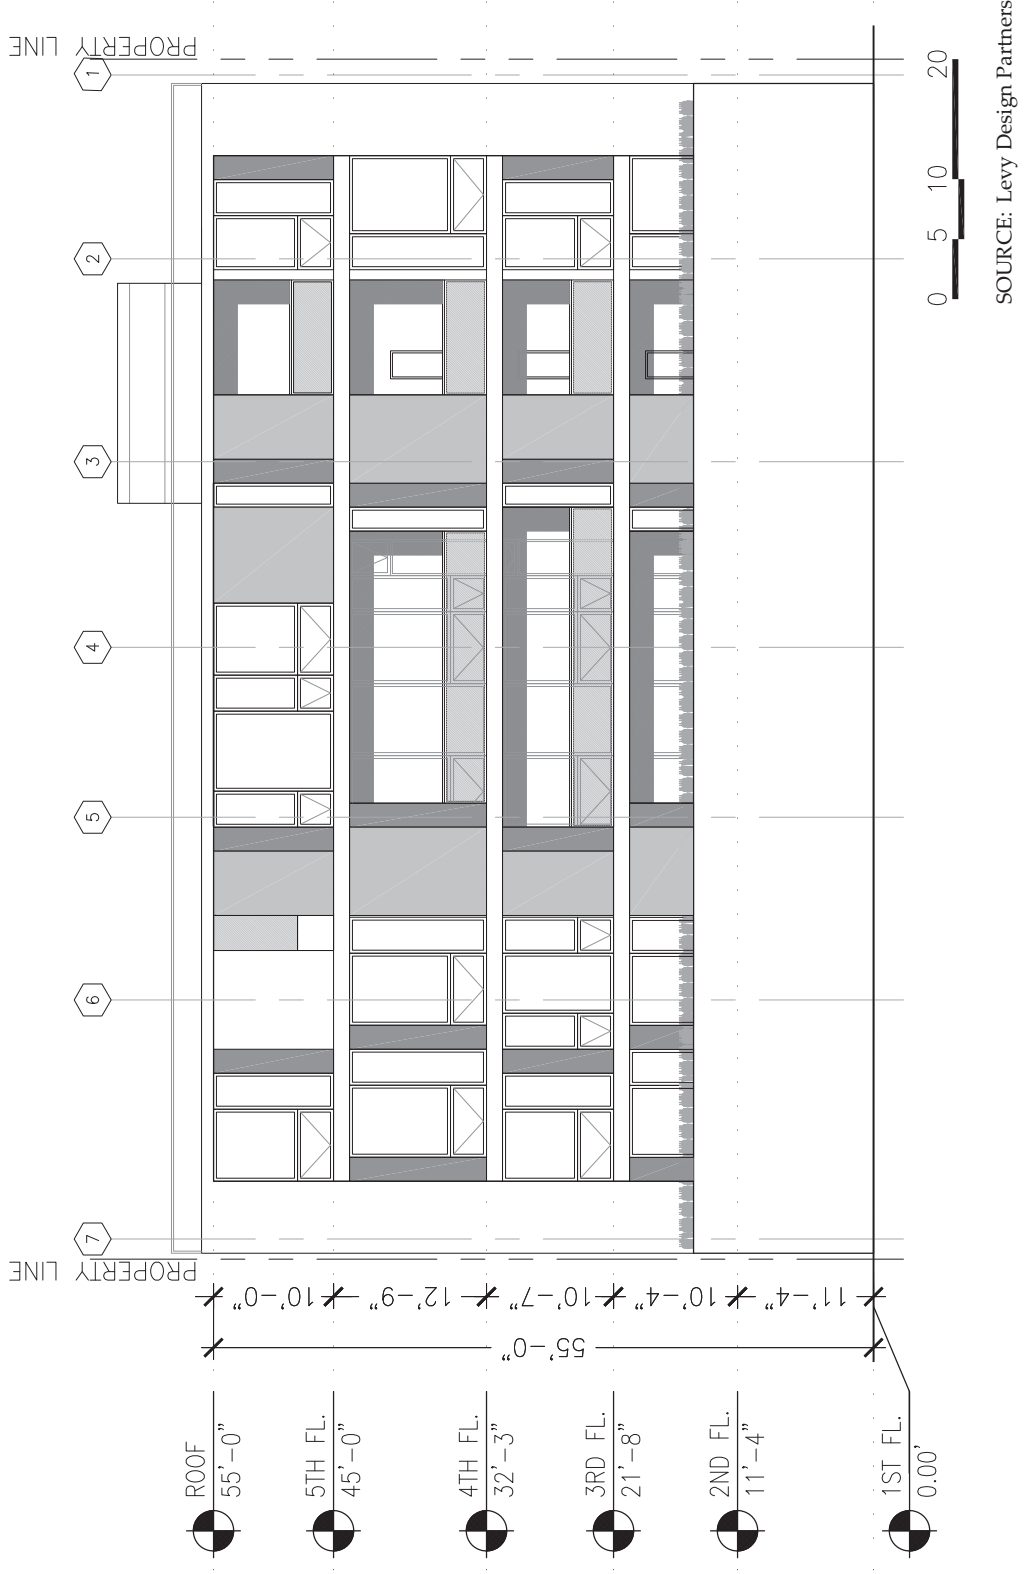 PROPERTY LINE
1
2
3
4
5
6
7
PROPERTY LINE
10'-0"
12'-9"
10'-7"
10'-4"
11'-4"
55'-0"
ROOF
55'-0"
5TH FL.
45'-0"
4TH FL.
32'-3"
3RD FL.
21'-8"
2ND FL.
11'-4"
1ST FL.
0.00'
0 5 10 20
SOURCE: Levy Design Partners